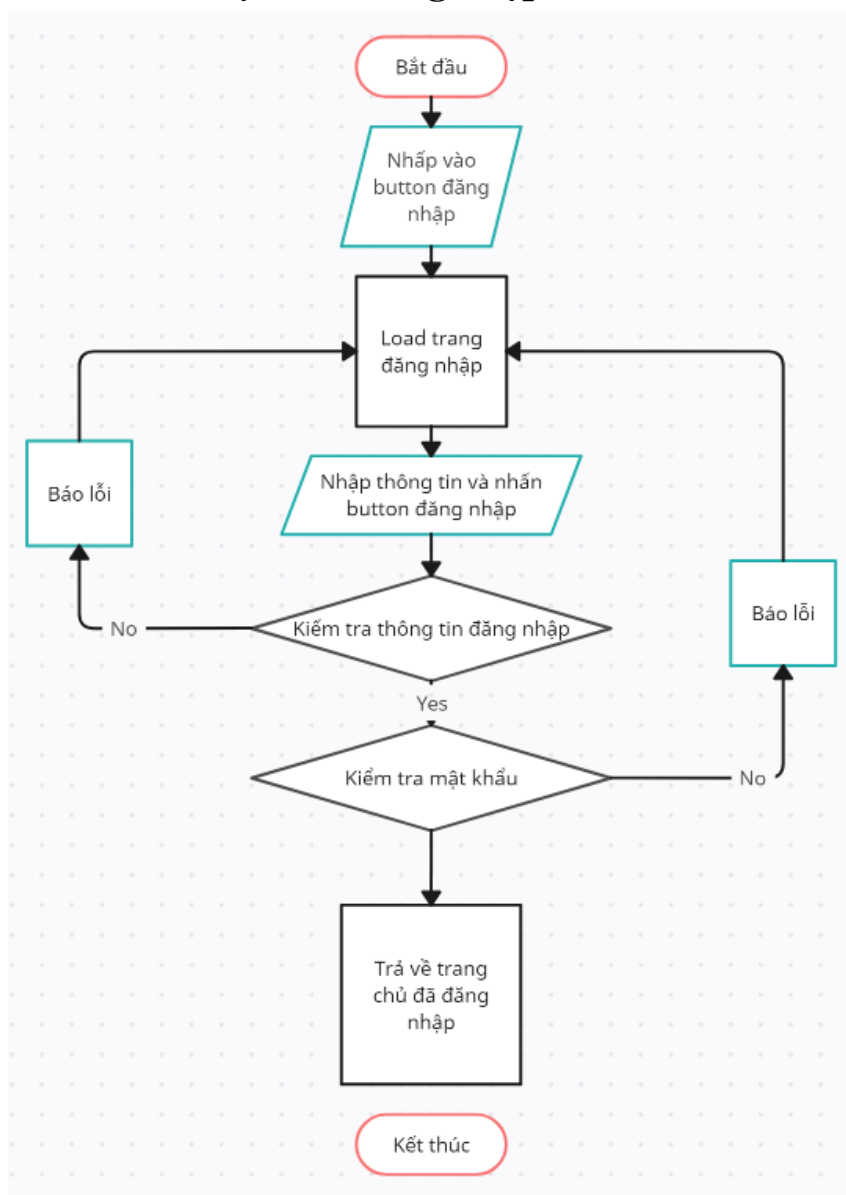 Bắt đầu
Nhấp vào
button đăng
nhập
Load trang
đăng nhập
Báo lỗi
Nhập thông tin và nhấn
button đăng nhập
Kiểm tra thông tin đăng nhập
No
Báo lỗi
Yes
Kiểm tra mật khẩu
No
Trả về trang
chủ đã đăng
nhập
Kết thúc